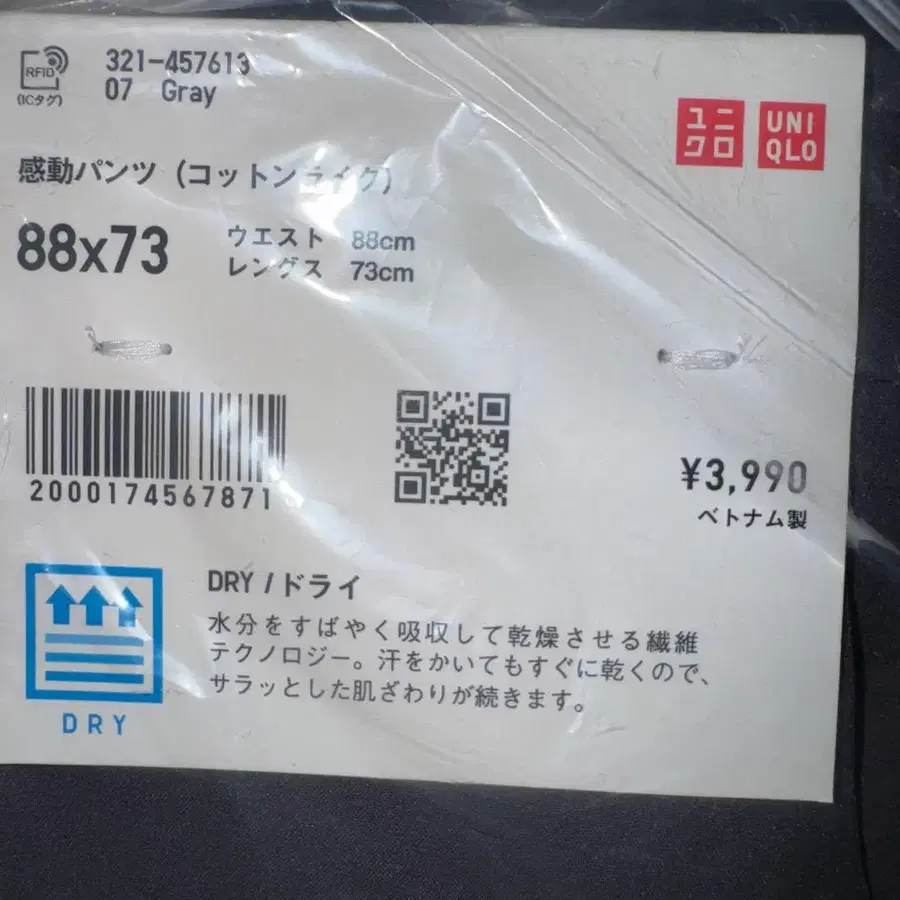 RFID
(ICタグ)
321-457613
07 Gray
ユニ
クロ
UNI
QLO
感動パンツ (コットンライク)
88x73
ウエスト 88cm
レングス 73cm
2000174567871
¥3,990
ベトナム製
DRY
DRY / ドライ
水分をすばやく吸収して乾燥させる繊維
テクノロジー。汗をかいてもすぐに乾くので、
サラッとした肌ざわりが続きます。